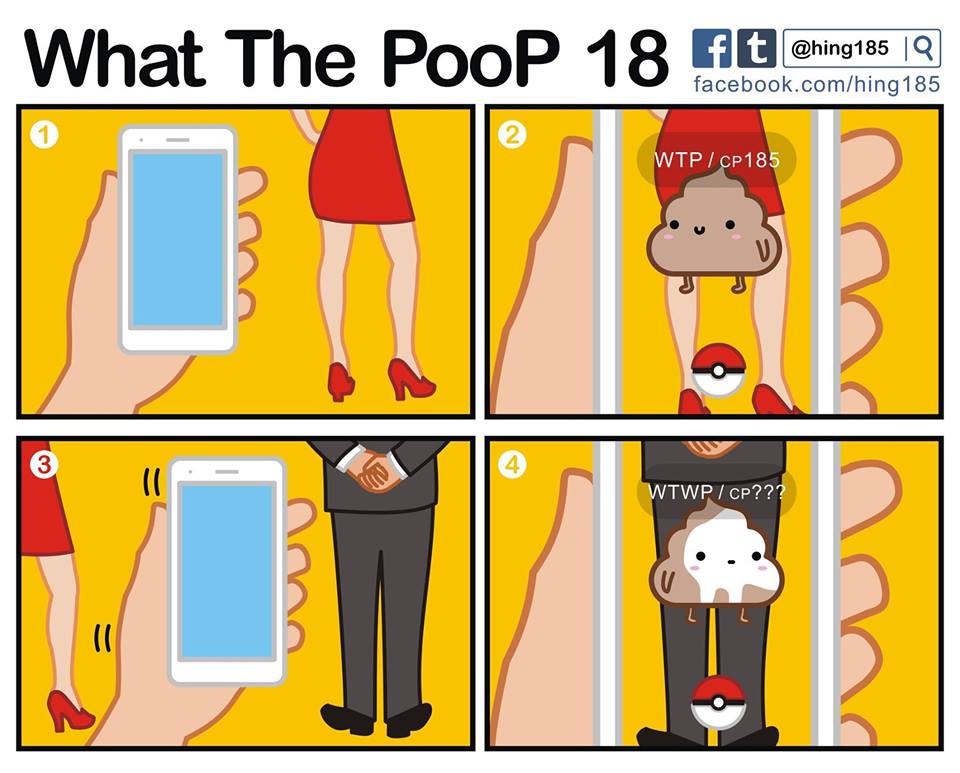 What The PooP 18
f t @hing185
facebook.com/hing185
1
2
WTP / CP185
3
4
WTWP / CP???